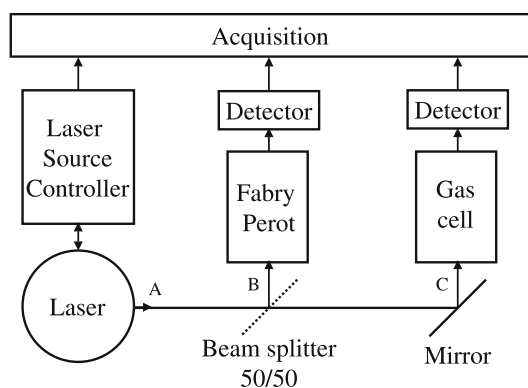 Acquisition
Laser
Source
Controller
Detector
Detector
Fabry
Perot
Gas
cell
A
B
C
Laser
Beam splitter
50/50
Mirror